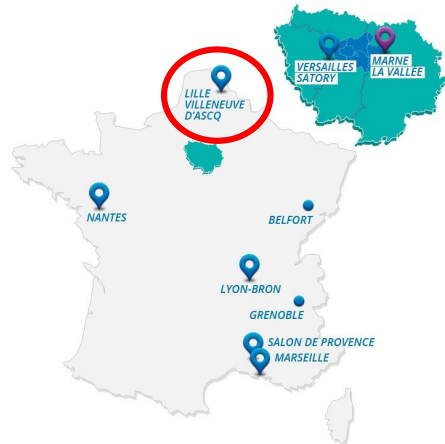 VERSAILLES
SATORY
MARNE
LA VALLÉE
LILLE
VILLENEUVE
D'ASCQ
NANTES
BELFORT
LYON-BRON
GRENOBLE
SALON DE PROVENCE
MARSEILLE